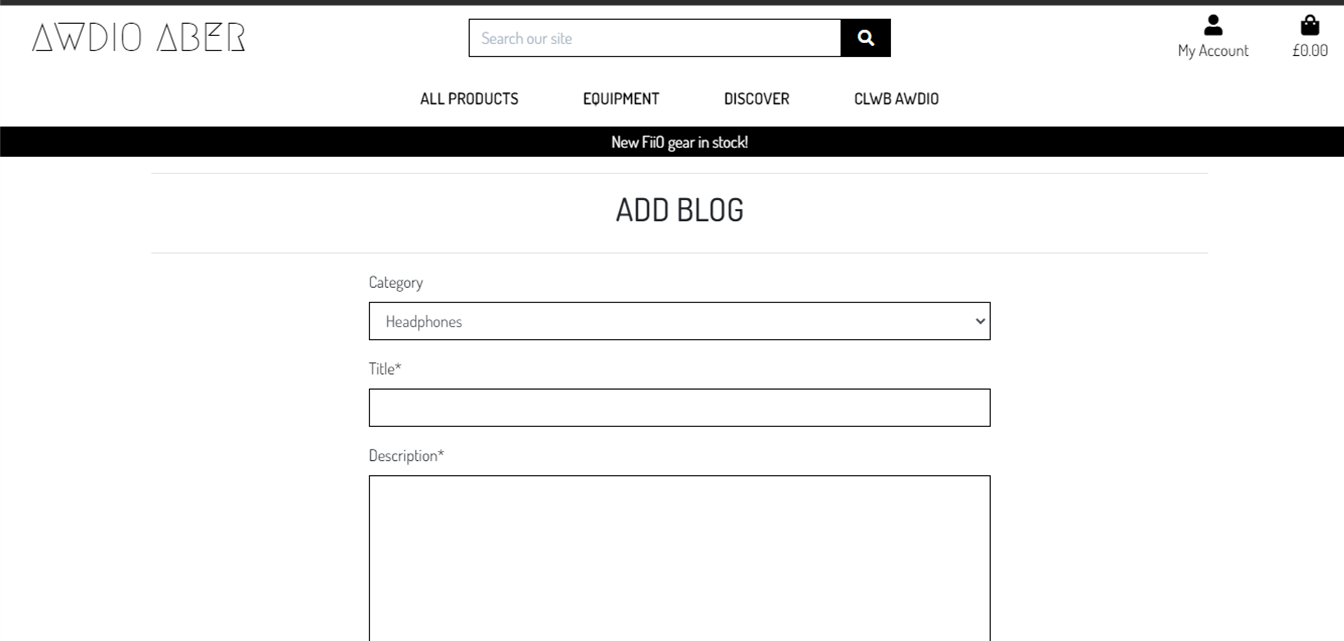 AWDIO ABER
Search our site
My Account
£0.00
ALL PRODUCTS
EQUIPMENT
DISCOVER
CLWB AWDIO
New FiiO gear in stock!
ADD BLOG
Category
Headphones
Title*
Description*